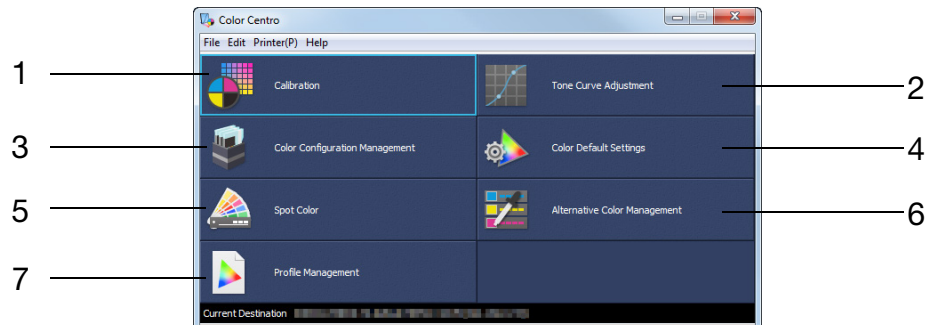 Color Centro
File Edit Printer(P) Help
1 Calibration Tone Curve Adjustment 2
3 Color Configuration Management Color Default Settings 4
5 Spot Color Alternative Color Management 6
7 Profile Management
Current Destination